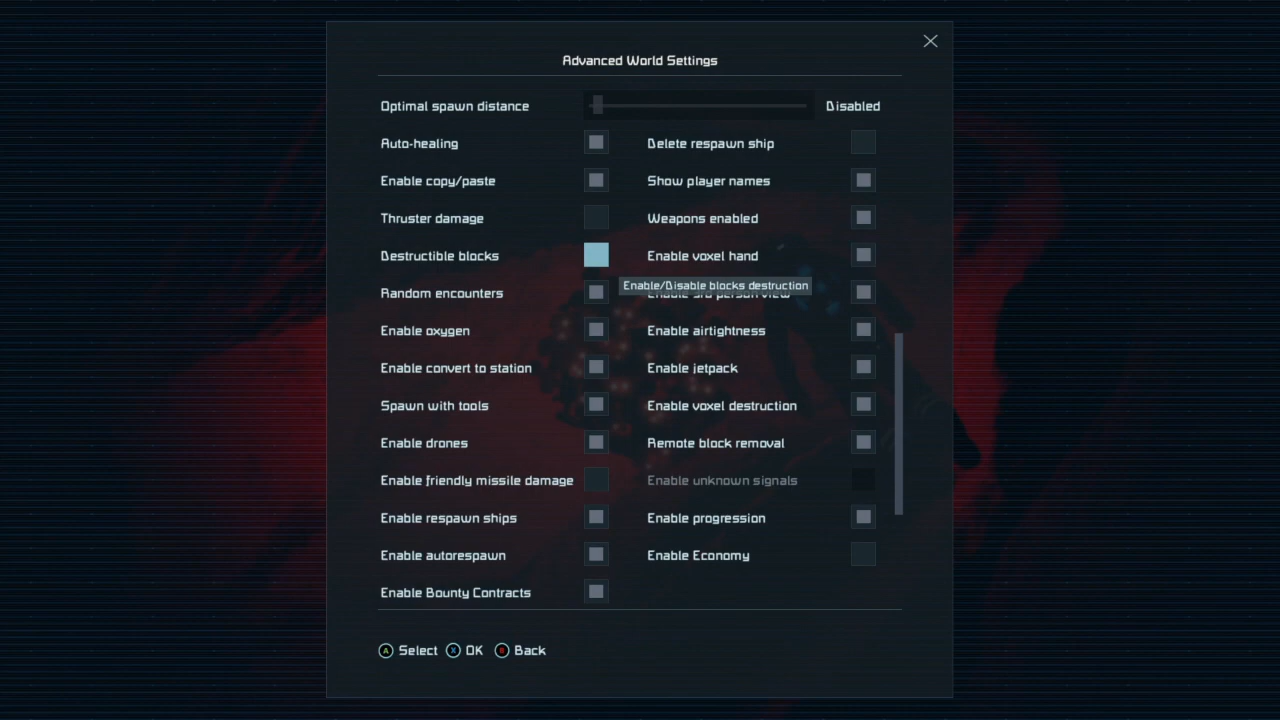 Advanced World Settings
Optimal spawn distance Disabled
Auto-healing Delete respawn ship
Enable copy/paste Show player names
Thruster damage Weapons enabled
Destructible blocks Enable voxel hand
Enable/Disable blocks destruction
Random encounters Enable 3rd person view
Enable oxygen Enable airtightness
Enable convert to station Enable jetpack
Spawn with tools Enable voxel destruction
Enable drones Remote block removal
Enable friendly missile damage Enable unknown signals
Enable respawn ships Enable progression
Enable autorespawn Enable Economy
Enable Bounty Contracts
A Select X OK B Back